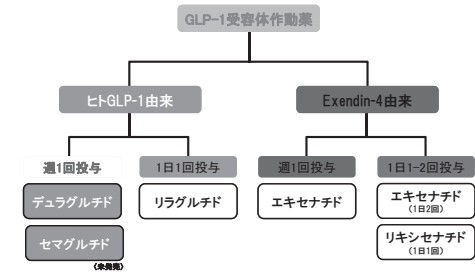 GLP-1受容体作動薬
ヒトGLP-1由来
Exendin-4由来
週1回投与
1日1回投与
週1回投与
1日1-2回投与
デュラグルチド
リラグルチド
エキセナチド
エキセナチド
(1日2回)
セマグルチド
(未発売)
リキシセナチド
(1日1回)